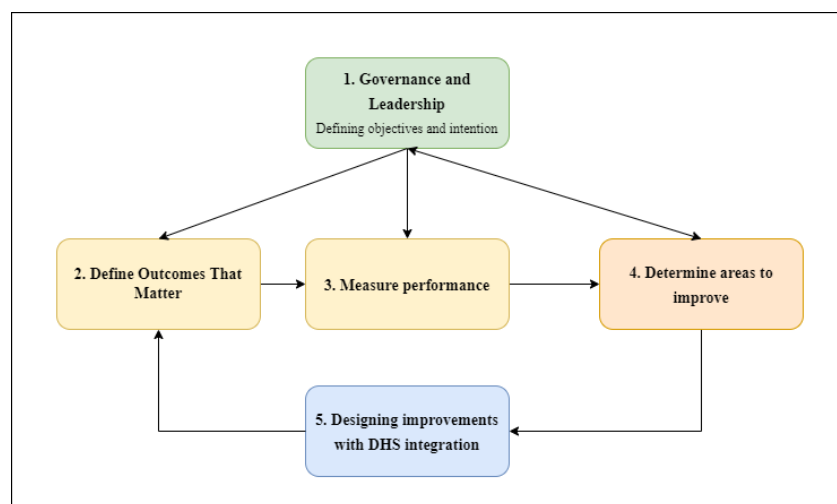 1. Governance and
Leadership
Defining objectives and intention
2. Define Outcomes That
Matter
3. Measure performance
4. Determine areas to
improve
5. Designing improvements
with DHS integration